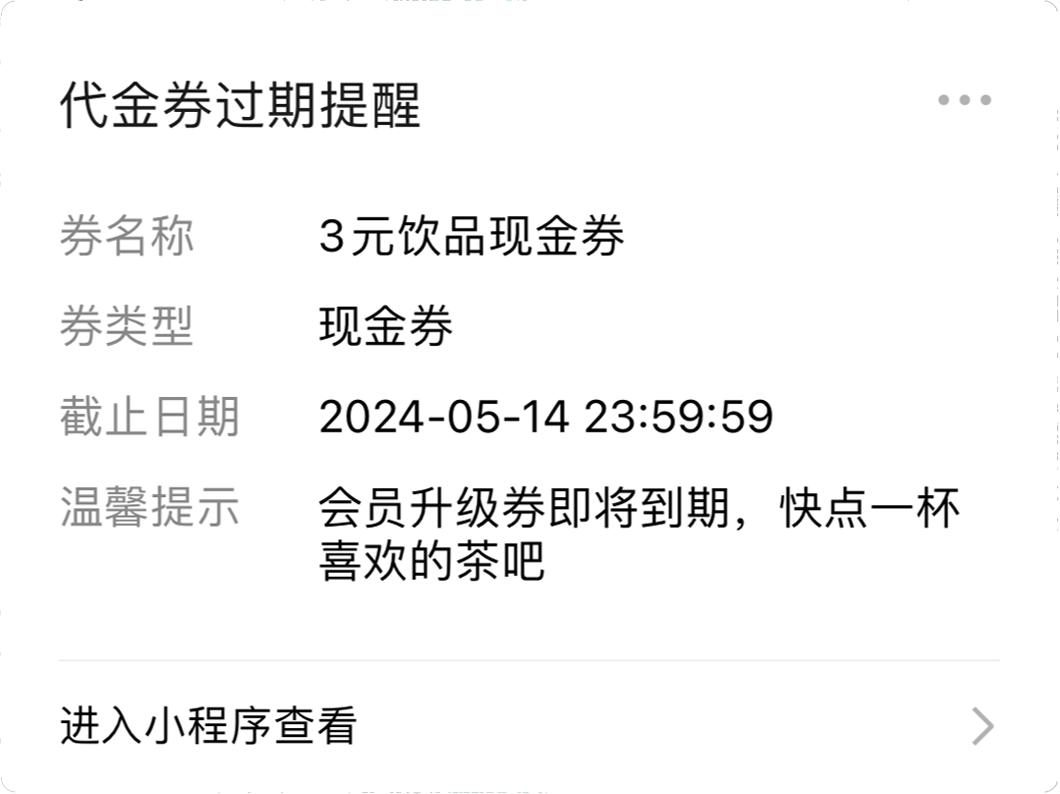 代金券过期提醒
券名称 3元饮品现金券
券类型 现金券
截止日期 2024-05-14 23:59:59
温馨提示 会员升级券即将到期，快点一杯
喜欢的茶吧
进入小程序查看